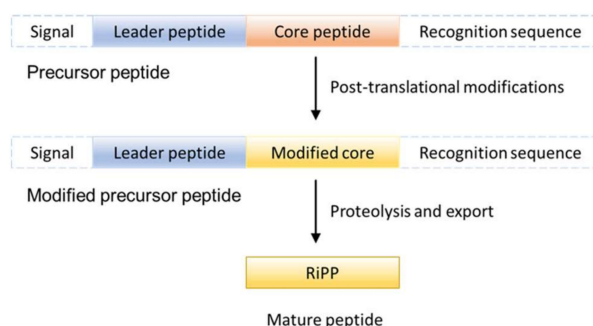 Signal Leader peptide Core peptide Recognition sequence
Precursor peptide
Post-translational modifications
Signal Leader peptide Modified core Recognition sequence
Modified precursor peptide
Proteolysis and export
RiPP
Mature peptide